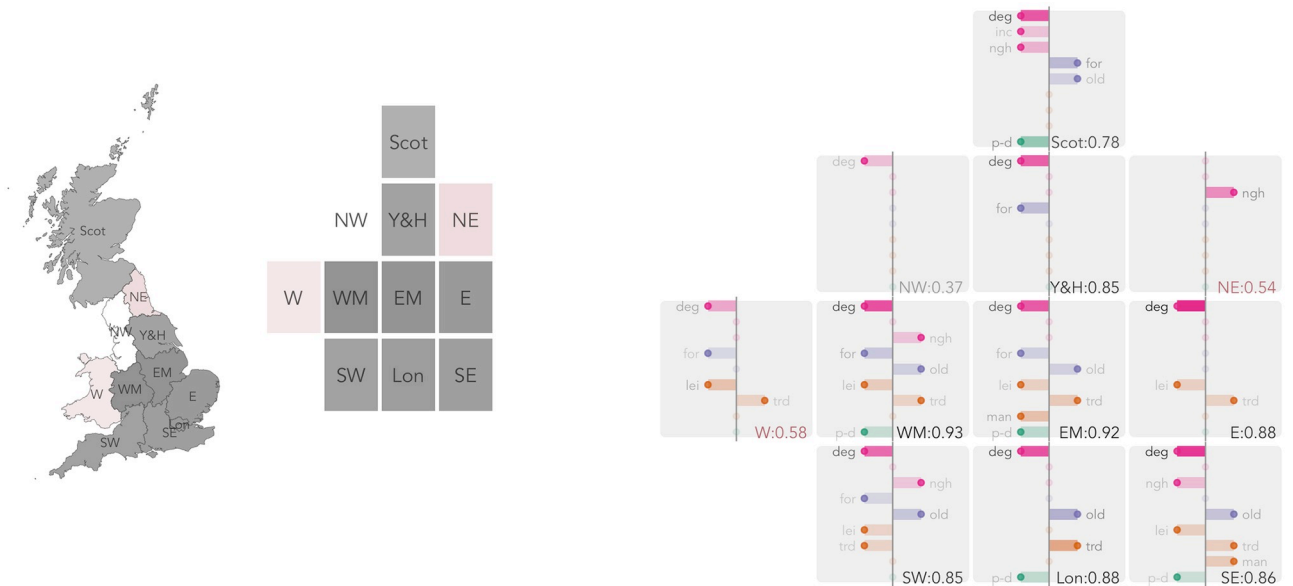 Scot
NE
NW
Y&H
EM
WM
W
E
Lon
SE
SW
Scot
NW
Y&H
NE
W
WM
EM
E
SW
Lon
SE
deg
inc
ngh
for
old
p-d
Scot:0.78
deg
NW:0.37
deg
for
Y&H:0.85
ngh
NE:0.54
deg
for
lei
trd
W:0.58
deg
ngh
for
old
lei
trd
p-d
WM:0.93
deg
for
old
lei
trd
man
p-d
EM:0.92
deg
lei
trd
E:0.88
deg
ngh
for
old
lei
trd
SW:0.85
deg
old
trd
p-d
Lon:0.88
deg
ngh
old
lei
trd
man
p-d
SE:0.86